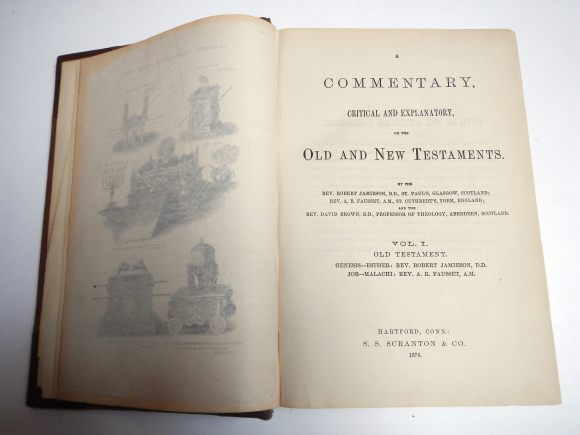 A
COMMENTARY,
CRITICAL AND EXPLANATORY,
ON THE
OLD AND NEW TESTAMENTS.
BY THE
REV. ROBERT JAMIESON, D.D., ST. PAUL'S, GLASGOW, SCOTLAND;
REV. A. R. FAUSSET, A.M., ST. CUTHBERT'S, YORK, ENGLAND;
AND THE
REV. DAVID BROWN, D.D., PROFESSOR OF THEOLOGY, ABERDEEN, SCOTLAND.
VOL. I.
OLD TESTAMENT.
GENESIS—ESTHER: REV. ROBERT JAMIESON, D.D.
JOB—MALACHI: REV. A. R. FAUSSET, A.M.
HARTFORD, CONN.:
S. S. SCRANTON & CO.
1874.